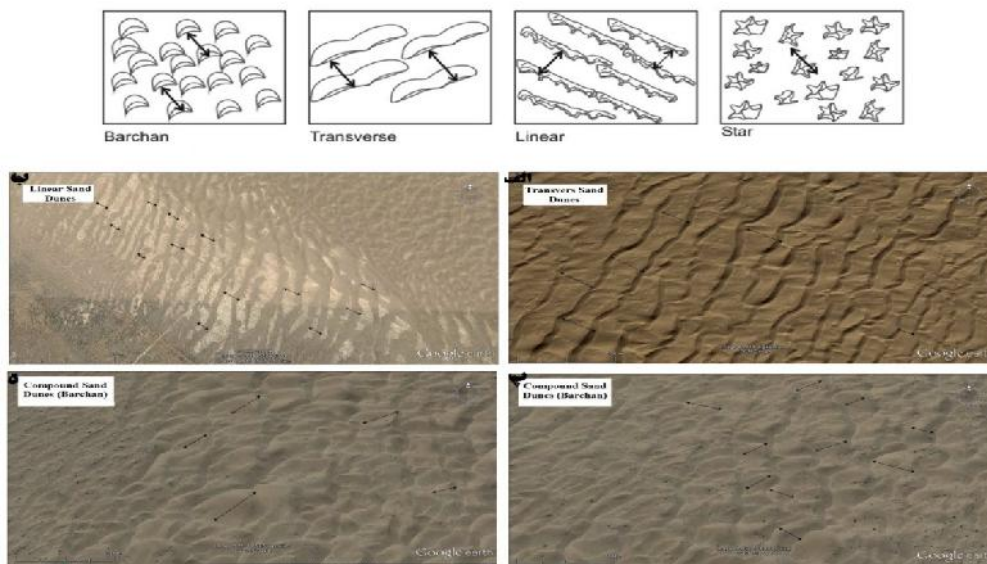 Barchan
Transverse
Linear
Star
Linear Sand
Dunes
Transvers Sand
Dunes
Google earth
Google earth
Compound Sand
Dunes (Barchan)
Compound Sand
Dunes (Barchan)
Google earth
Google earth